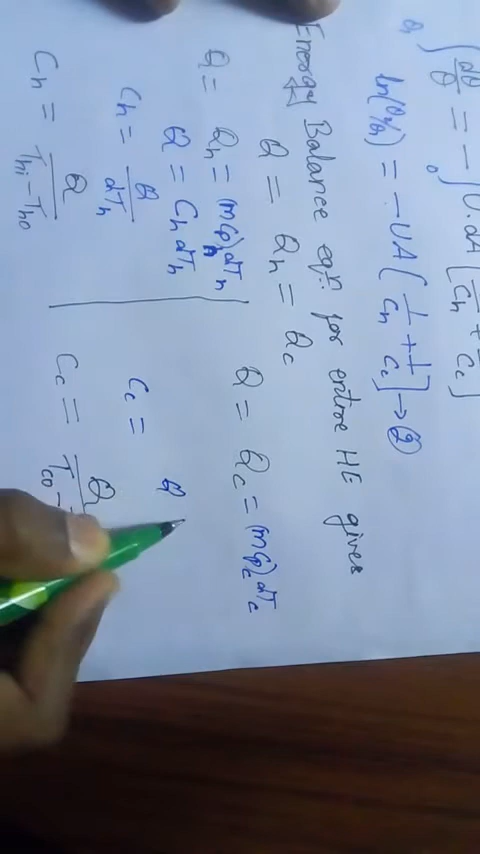 θ₁ ∫ dθ/θ = - ₀∫ U.dA [1/Ch + 1/Cc]
ln(θ₂/θ₁) = -UA [1/Ch + 1/Cc] → ②
Energy Balance eqn: for entire HE gives
Q = Qh = Qc
Q = Qh = (mCp)h dTh
Q = Ch dTh
Ch = Q/dTh
Ch = Q/(Thi - Tho)
Q = Qc = (mCp)c dTc
Cc = Q
Cc = Q/(Tco -